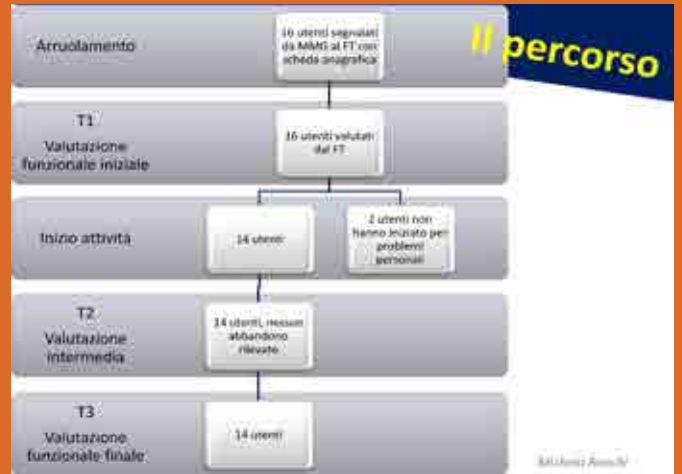 Il percorso
Arruolamento
16 utenti segnalati
da MMG al FT con
scheda anagrafica
T1
Valutazione
funzionale iniziale
16 utenti valutati
dal FT
Inizio attività
14 utenti
2 utenti non
hanno iniziato per
problemi
personali
T2
Valutazione
intermedia
14 utenti, nessun
abbandono
rilevato
T3
Valutazione
funzionale finale
14 utenti